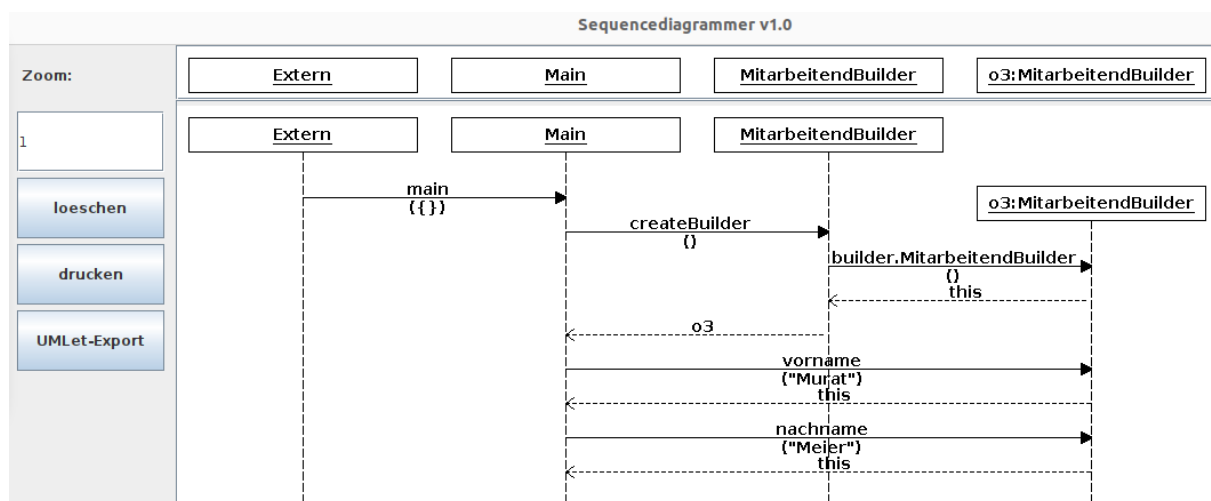 Sequencediagrammer v1.0
Zoom:
1
loeschen
drucken
UMLet-Export
Extern Main MitarbeitendBuilder o3:MitarbeitendBuilder
Extern Main MitarbeitendBuilder
main
({})
o3:MitarbeitendBuilder
createBuilder
()
builder.MitarbeitendBuilder
()
this
o3
vorname
("Murat")
this
nachname
("Meier")
this